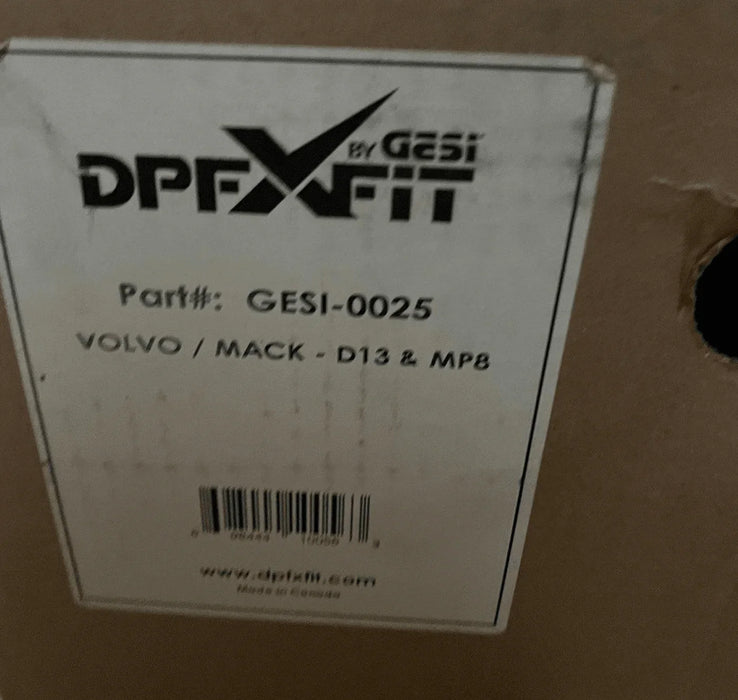 BY GESI
DPFXFIT
Part#: GESI-0025
VOLVO / MACK - D13 & MP8
www.dpfxfit.com
Made in Canada